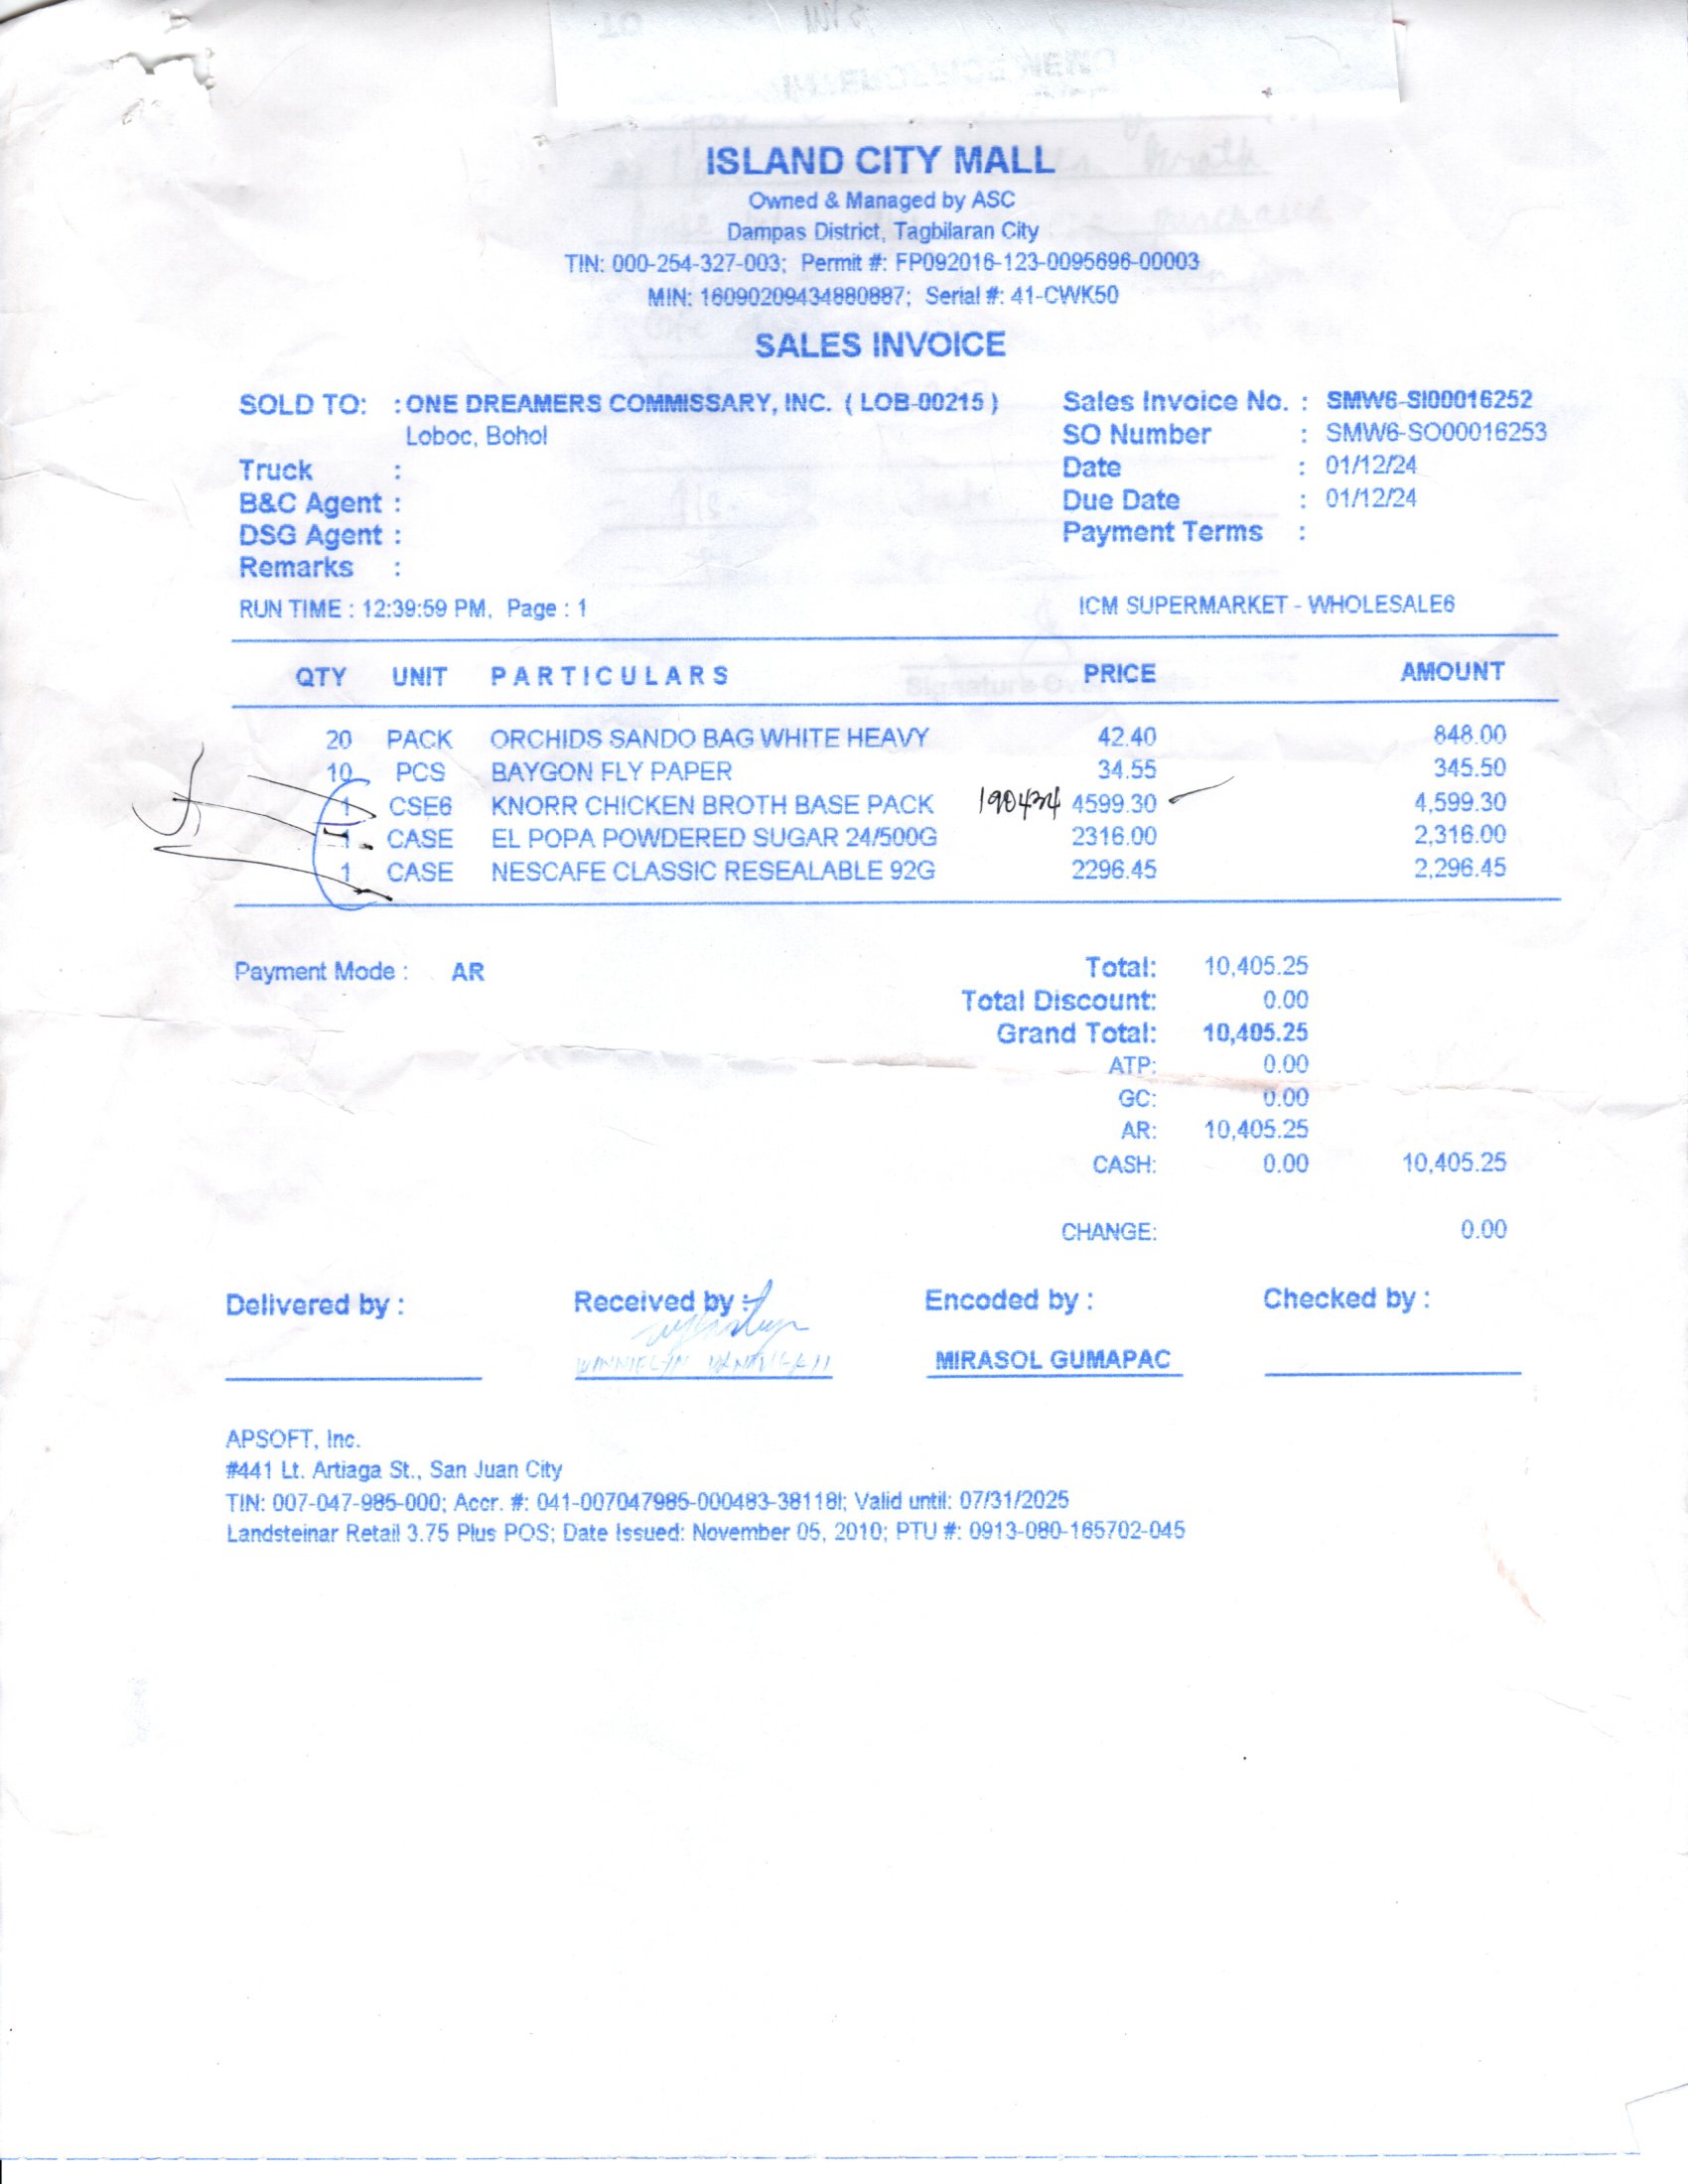 ISLAND CITY MALL
Owned & Managed by ASC
Dampas District, Tagbilaran City
TIN: 000-254-327-003; Permit #: FP092016-123-0095696-00003
MIN: 16090209434880887; Serial #: 41-CWK50
SALES INVOICE
SOLD TO: : ONE DREAMERS COMMISSARY, INC. ( LOB-00215 ) Sales Invoice No. : SMW6-SI00016252
Loboc, Bohol SO Number : SMW6-SO00016253
Truck : Date : 01/12/24
B&C Agent : Due Date : 01/12/24
DSG Agent : Payment Terms :
Remarks :
RUN TIME : 12:39:59 PM, Page : 1 ICM SUPERMARKET - WHOLESALE6
QTY UNIT PARTICULARS PRICE AMOUNT
20 PACK ORCHIDS SANDO BAG WHITE HEAVY 42.40 848.00
10 PCS BAYGON FLY PAPER 34.55 345.50
1 CSE6 KNORR CHICKEN BROTH BASE PACK 190434 4599.30 4,599.30
1 CASE EL POPA POWDERED SUGAR 24/500G 2316.00 2,316.00
1 CASE NESCAFE CLASSIC RESEALABLE 92G 2296.45 2,296.45
Payment Mode : AR Total: 10,405.25
Total Discount: 0.00
Grand Total: 10,405.25
ATP: 0.00
GC: 0.00
AR: 10,405.25
CASH: 0.00 10,405.25
CHANGE: 0.00
Delivered by : Received by : Encoded by : Checked by :
MIRASOL GUMAPAC
APSOFT, Inc.
#441 Lt. Artiaga St., San Juan City
TIN: 007-047-985-000; Accr. #: 041-007047985-000483-38118I; Valid until: 07/31/2025
Landsteinar Retail 3.75 Plus POS; Date Issued: November 05, 2010; PTU #: 0913-080-165702-045